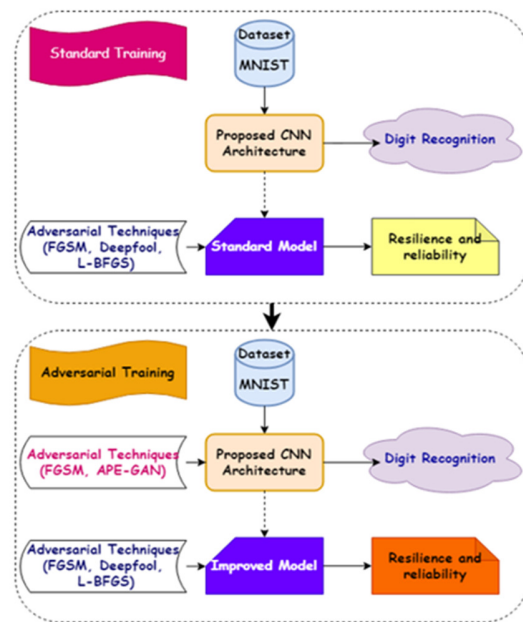 Standard Training
Dataset
MNIST
Proposed CNN
Architecture
Digit Recognition
Adversarial Techniques
(FGSM, Deepfool,
L-BFGS)
Standard Model
Resilience and
reliability
Adversarial Training
Dataset
MNIST
Adversarial Techniques
(FGSM, APE-GAN)
Proposed CNN
Architecture
Digit Recognition
Adversarial Techniques
(FGSM, Deepfool,
L-BFGS)
Improved Model
Resilience and
reliability